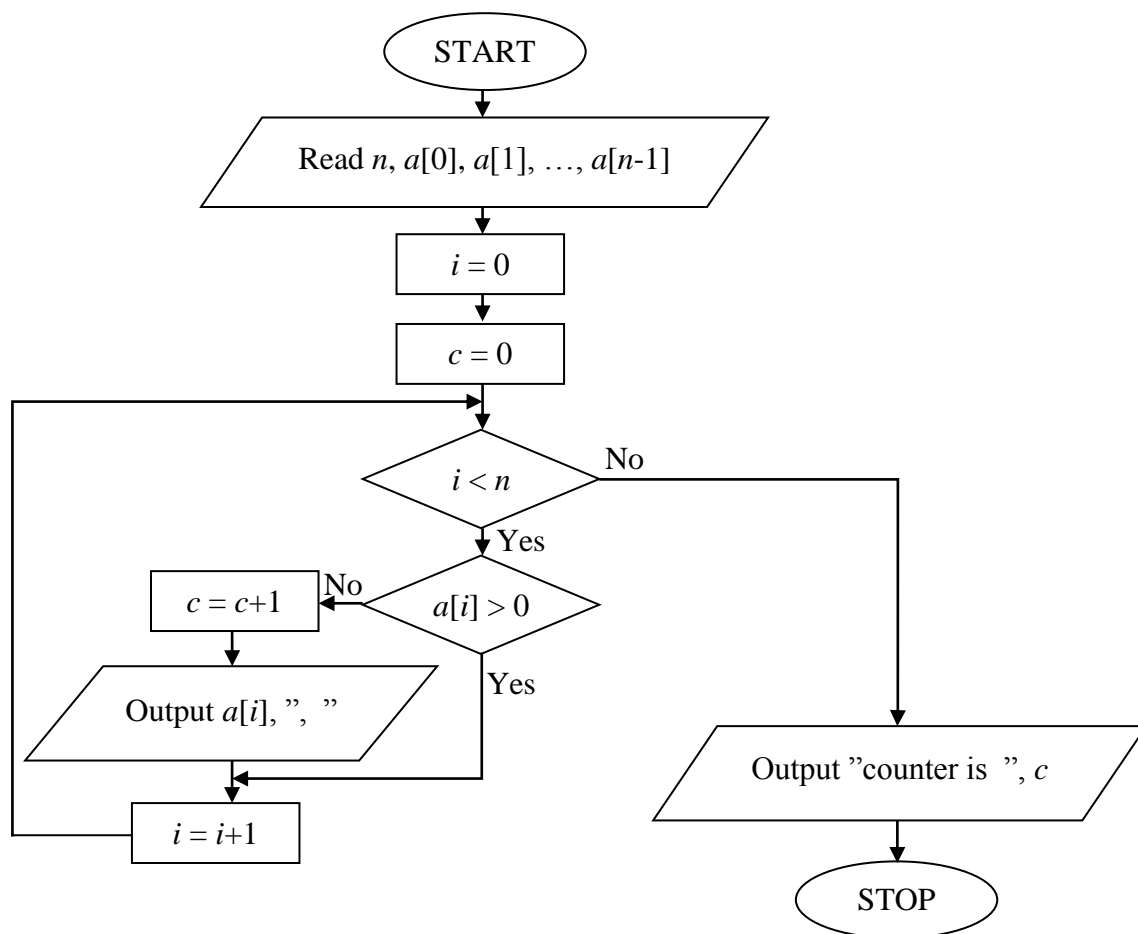 START
Read n, a[0], a[1], …, a[n-1]
i = 0
c = 0
i < n
No
Yes
a[i] > 0
No
c = c+1
Yes
Output a[i], ”, ”
i = i+1
Output ”counter is ”, c
STOP